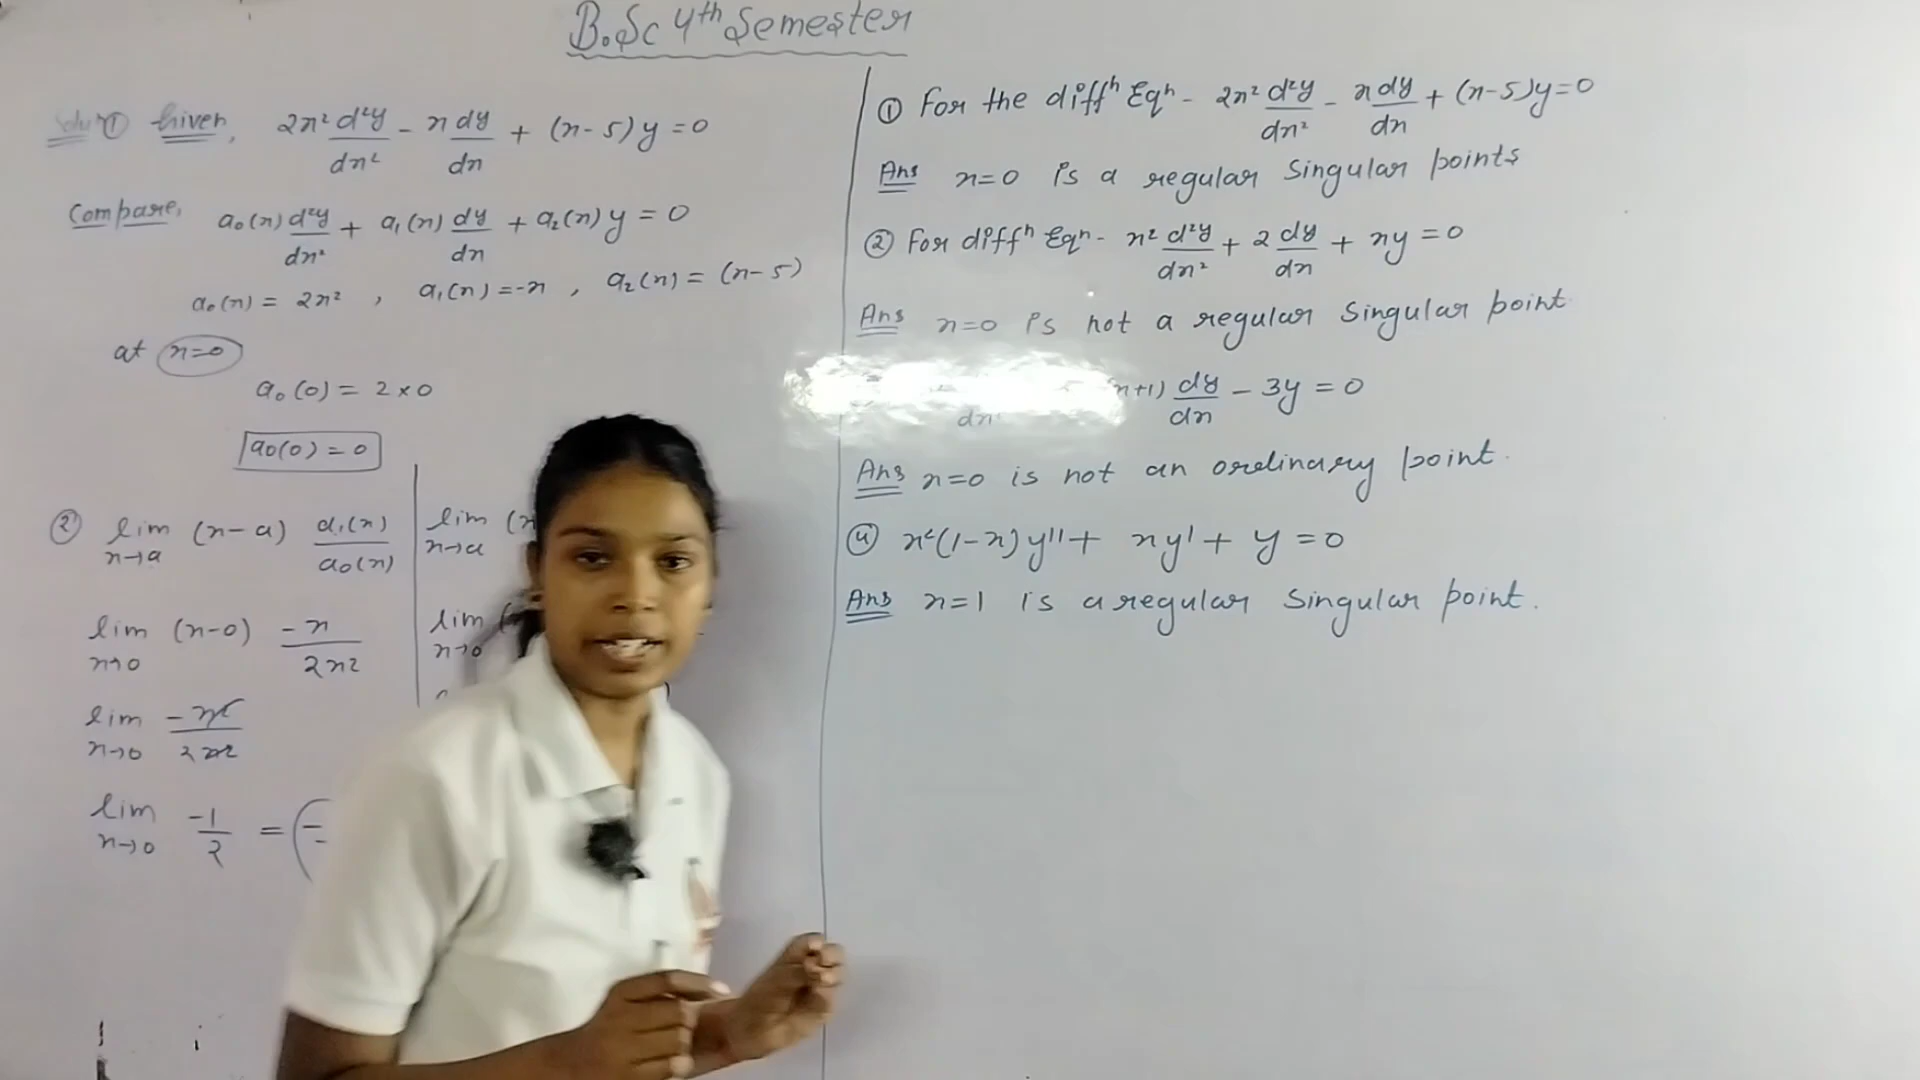 B.Sc 4th Semester
Given, 2x² d²y/dx² - x dy/dx + (x-5)y = 0
Compare, a₀(x) d²y/dx² + a₁(x) dy/dx + a₂(x) y = 0
a₀(x) = 2x² , a₁(x) = -x , a₂(x) = (x-5)
at x=0
a₀(0) = 2×0
a₀(0) = 0
② lim x→a (x-a) a₁(x)/a₀(x)
lim x→0 (x-0) -x/2x²
lim x→0 -x²/2x²
lim x→0 -1/2 =
lim x→a
lim x→0
① For the diffⁿ Eqⁿ - 2x² d²y/dx² - x dy/dx + (x-5)y=0
Ans x=0 is a regular singular points
② For diffⁿ Eqⁿ - x² d²y/dx² + 2 dy/dx + xy = 0
Ans x=0 is not a regular singular point
x+1) dy/dx - 3y = 0
Ans x=0 is not an ordinary point.
④ x²(1-x)y'' + xy' + y = 0
Ans x=1 is a regular singular point.